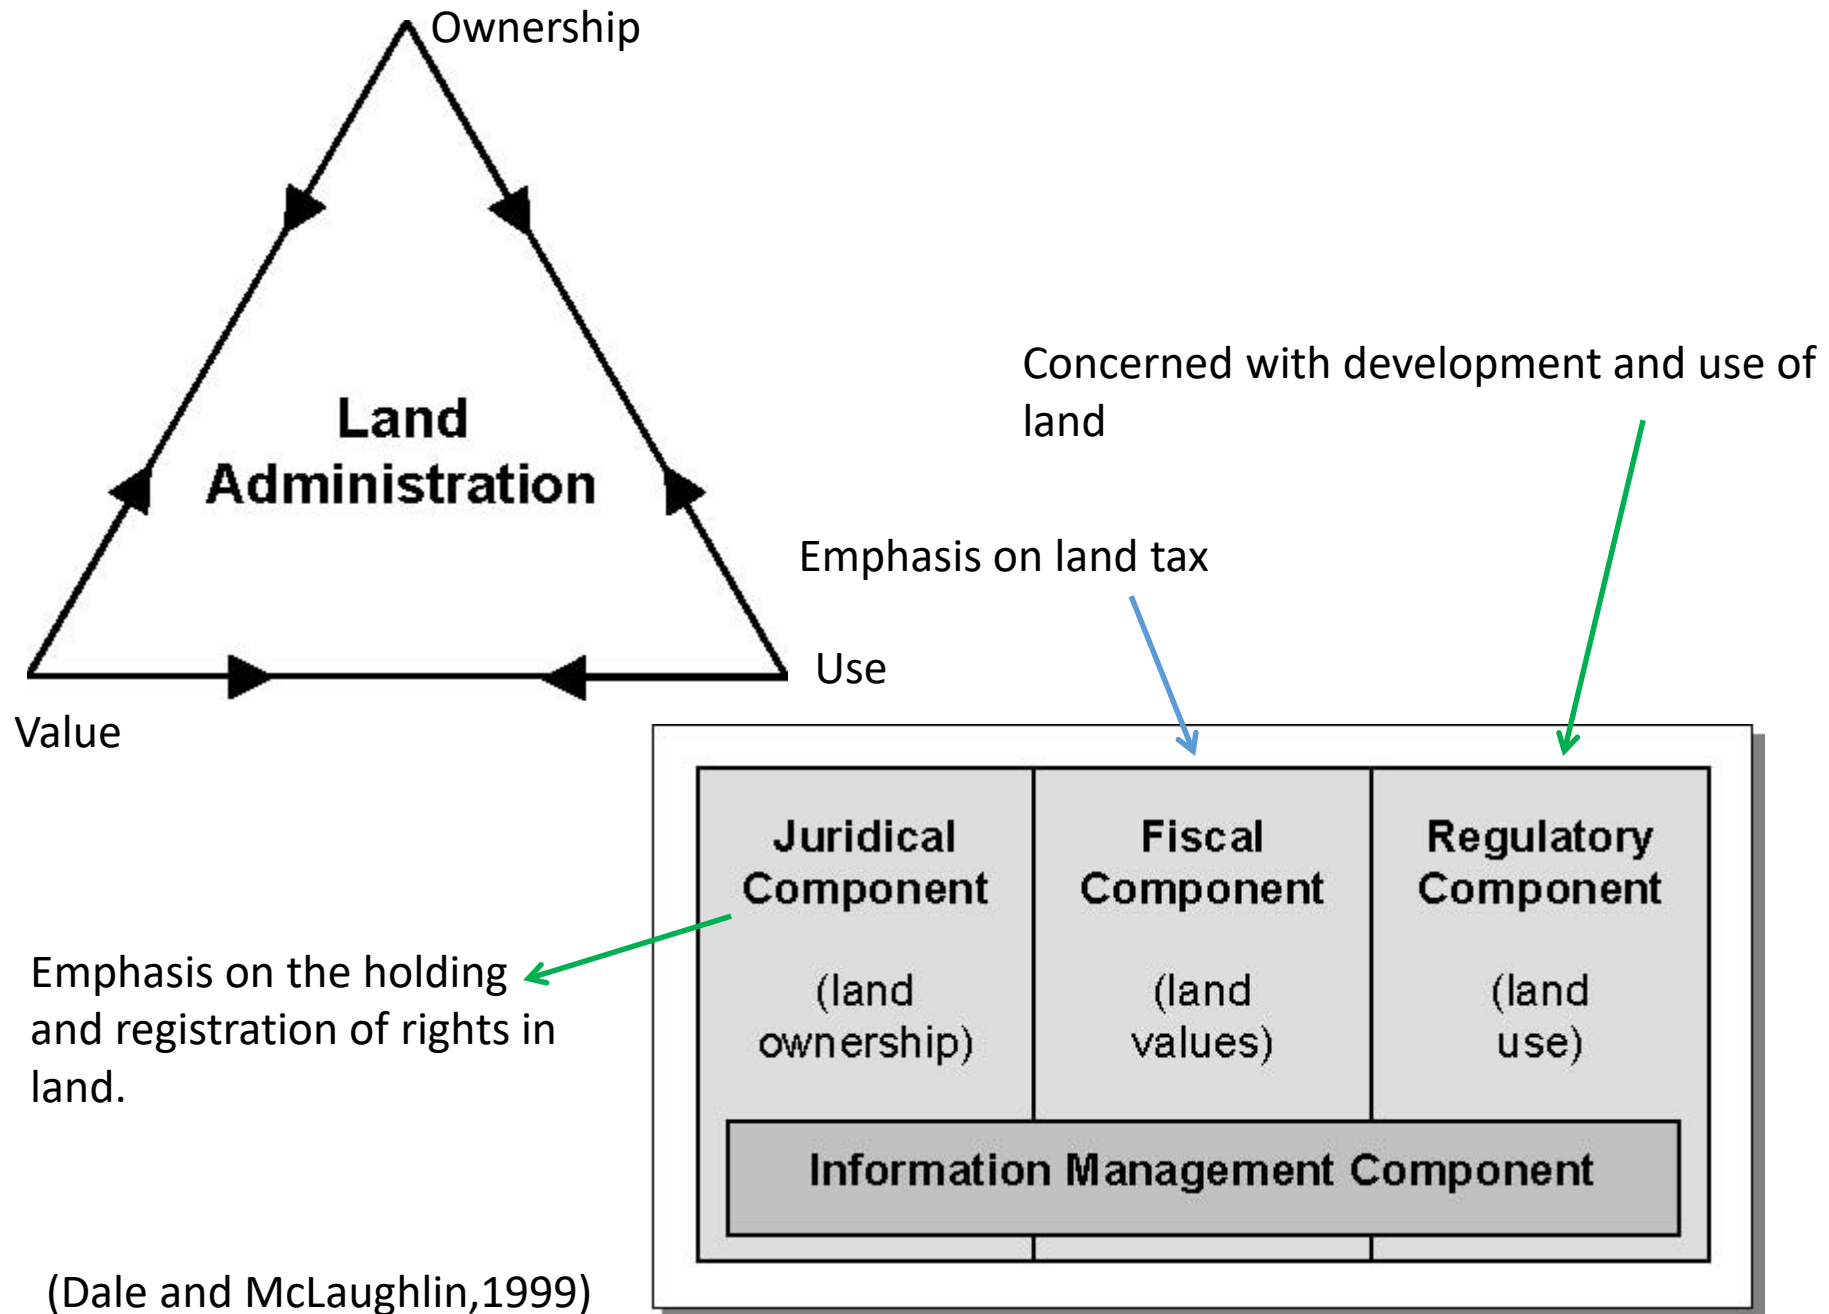 Ownership
Land
Administration
Value
Use
Concerned with development and use of
land
Emphasis on land tax
Juridical
Component
(land
ownership)
Fiscal
Component
(land
values)
Regulatory
Component
(land
use)
Information Management Component
Emphasis on the holding
and registration of rights in
land.
(Dale and McLaughlin,1999)